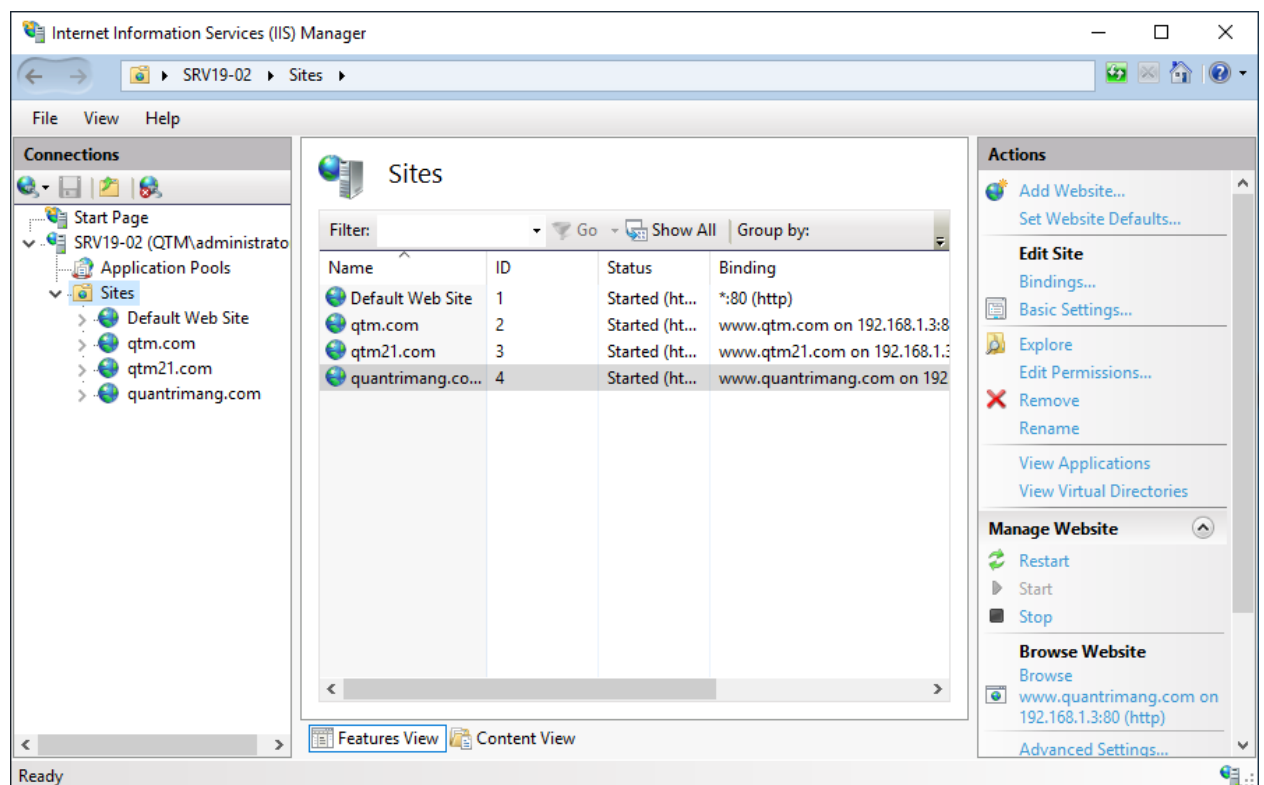 Internet Information Services (IIS) Manager
SRV19-02 Sites
File View Help
Connections
Start Page
SRV19-02 (QTM\administrato
Application Pools
Sites
Default Web Site
qtm.com
qtm21.com
quantrimang.com
Sites
Filter: Go Show All Group by:
Name ID Status Binding
Default Web Site 1 Started (ht... *:80 (http)
qtm.com 2 Started (ht... www.qtm.com on 192.168.1.3:8
qtm21.com 3 Started (ht... www.qtm21.com on 192.168.1.3
quantrimang.co... 4 Started (ht... www.quantrimang.com on 192
Features View Content View
Actions
Add Website...
Set Website Defaults...
Edit Site
Bindings...
Basic Settings...
Explore
Edit Permissions...
Remove
Rename
View Applications
View Virtual Directories
Manage Website
Restart
Start
Stop
Browse Website
Browse
www.quantrimang.com on
192.168.1.3:80 (http)
Advanced Settings...
Ready